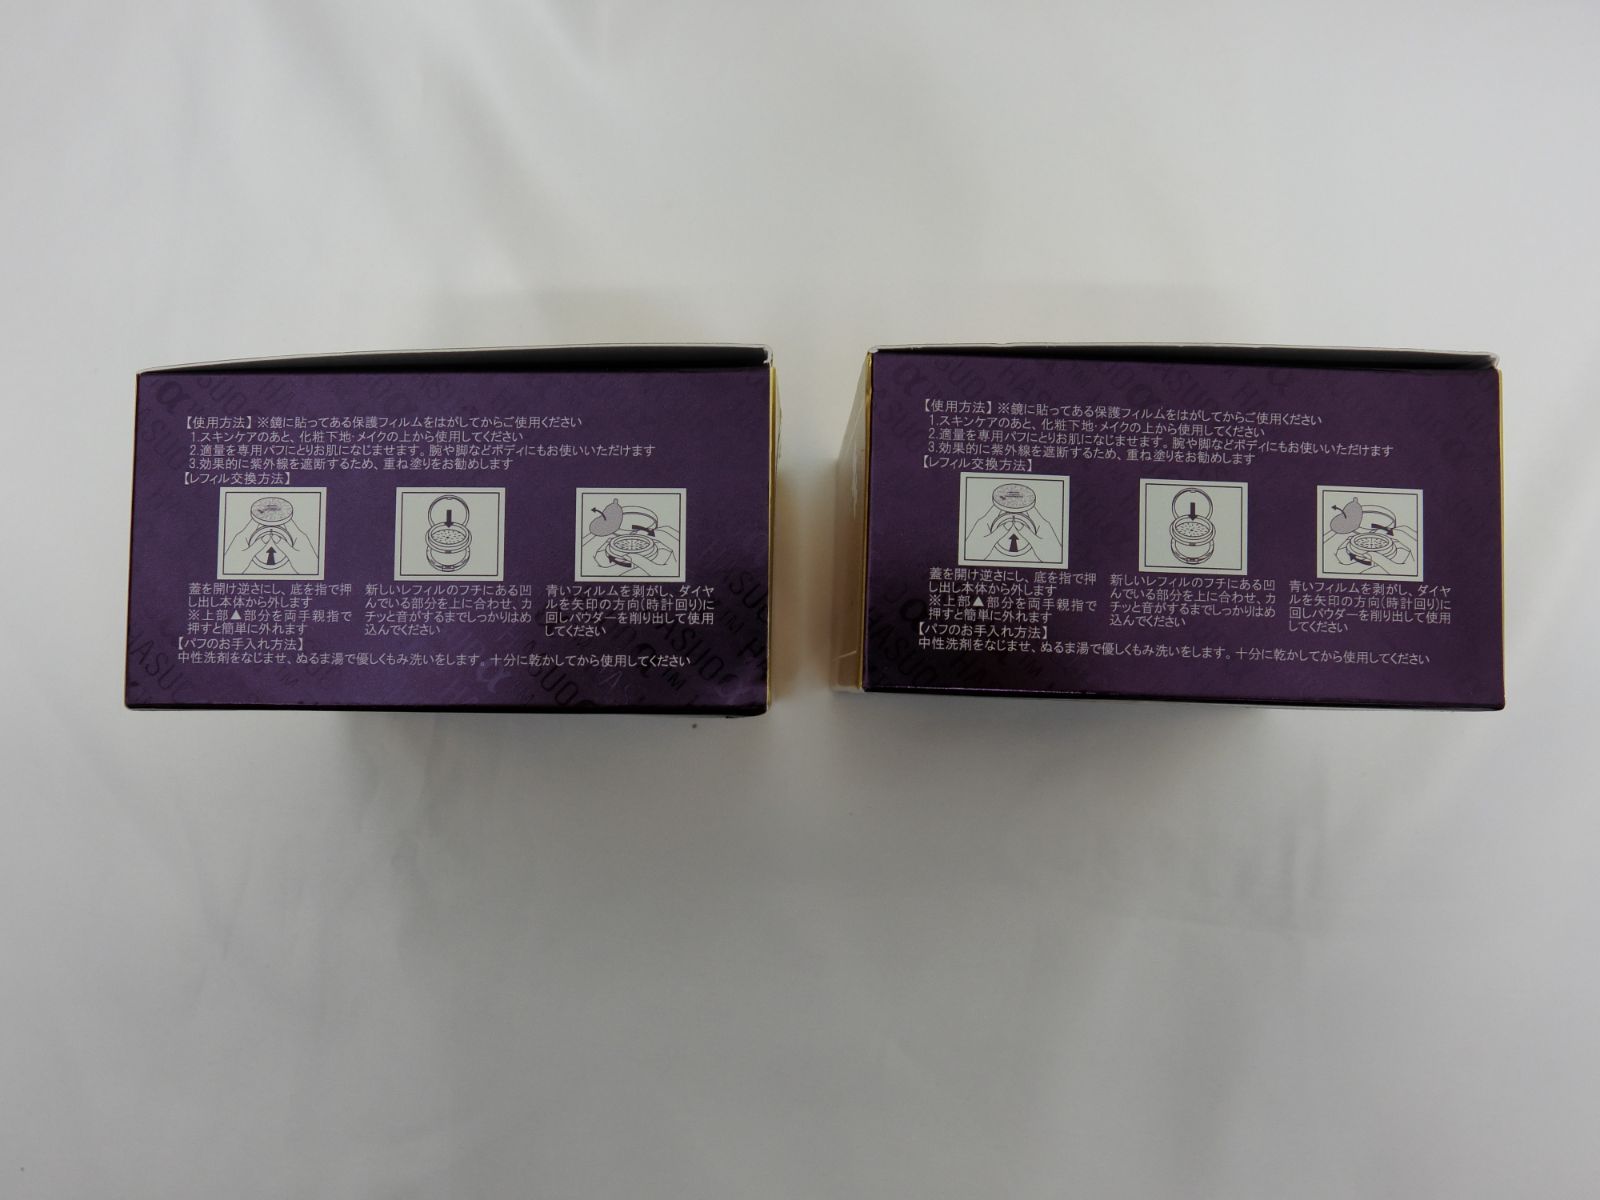 【使用方法】※鏡に貼ってある保護フィルムをはがしてからご使用ください
1.スキンケアのあと、化粧下地・メイクの上から使用してください
2.適量を専用パフにとりお肌になじませます。腕や脚などボディにもお使いいただけます
3.効果的に紫外線を遮断するため、重ね塗りをお勧めします
【レフィル交換方法】
蓋を開け逆さにし、底を指で押
し出し本体から外します
※上部▲部分を両手親指で
押すと簡単に外れます
新しいレフィルのフチにある凹
んでいる部分を上に合わせ、カ
チッと音がするまでしっかりはめ
込んでください
青いフィルムを剥がし、ダイヤ
ルを矢印の方向(時計回り)に
回しパウダーを削り出して使用
してください
【パフのお手入れ方法】
中性洗剤をなじませ、ぬるま湯で優しくもみ洗いをします。十分に乾かしてから使用してください
【使用方法】※鏡に貼ってある保護フィルムをはがしてからご使用ください
1.スキンケアのあと、化粧下地・メイクの上から使用してください
2.適量を専用パフにとりお肌になじませます。腕や脚などボディにもお使いいただけます
3.効果的に紫外線を遮断するため、重ね塗りをお勧めします
【レフィル交換方法】
蓋を開け逆さにし、底を指で押
し出し本体から外します
※上部▲部分を両手親指で
押すと簡単に外れます
新しいレフィルのフチにある凹
んでいる部分を上に合わせ、カ
チッと音がするまでしっかりはめ
込んでください
青いフィルムを剥がし、ダイヤ
ルを矢印の方向(時計回り)に
回しパウダーを削り出して使用
してください
【パフのお手入れ方法】
中性洗剤をなじませ、ぬるま湯で優しくもみ洗いをします。十分に乾かしてから使用してください